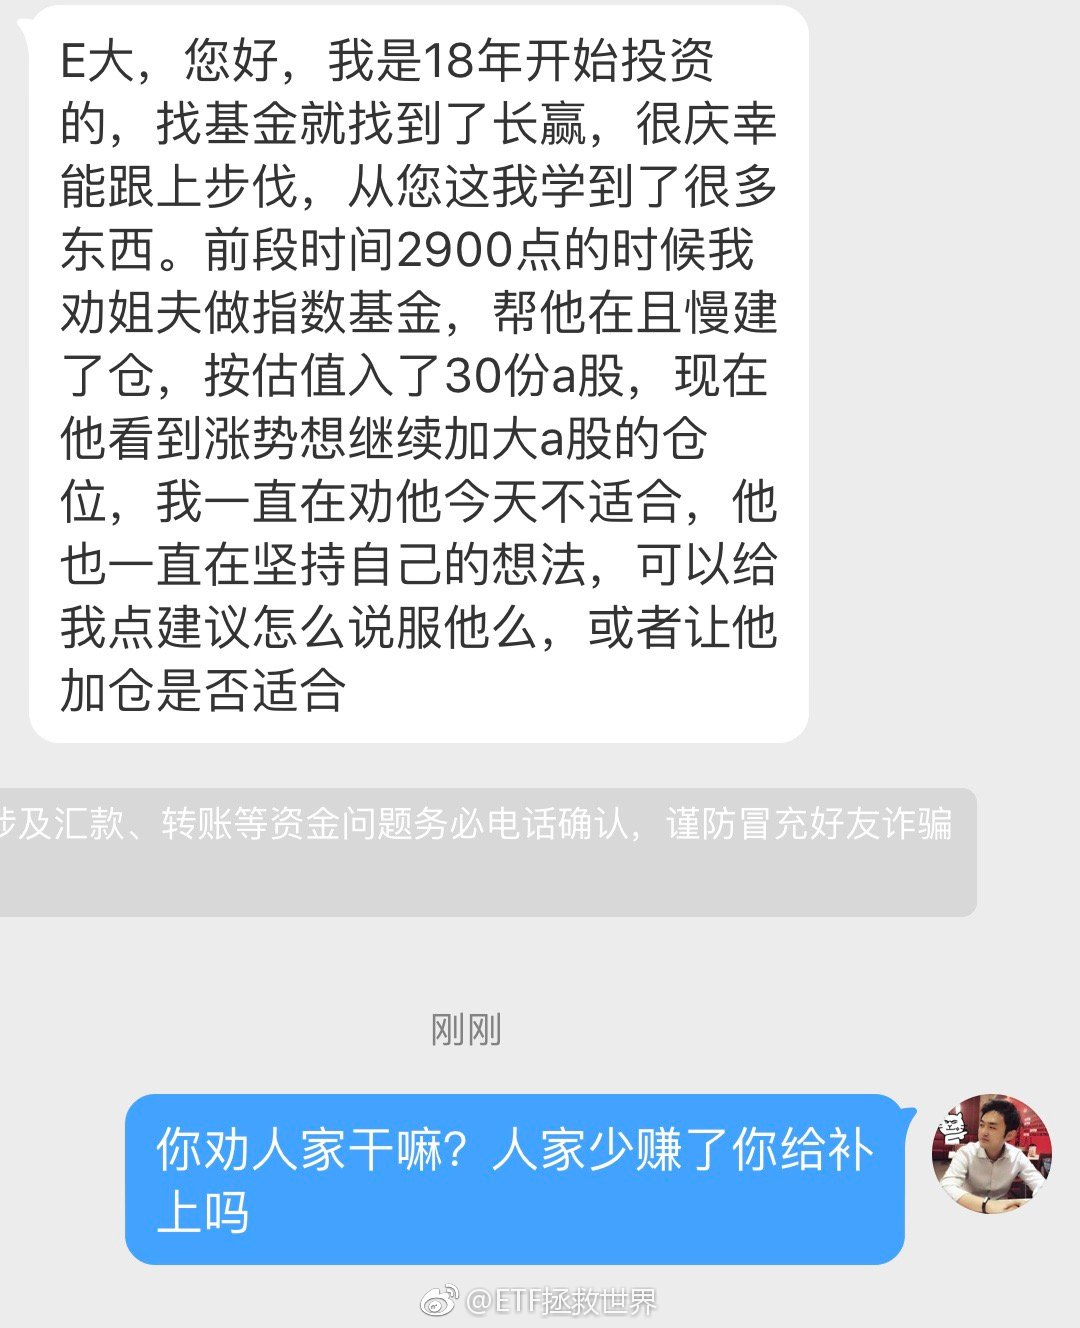 E大，您好，我是18年开始投资
的，找基金就找到了长赢，很庆幸
能跟上步伐，从您这我学到了很多
东西。前段时间2900点的时候我
劝姐夫做指数基金，帮他在且慢建
了仓，按估值入了30份a股，现在
他看到涨势想继续加大a股的仓
位，我一直在劝他今天不适合，他
也一直在坚持自己的想法，可以给
我点建议怎么说服他么，或者让他
加仓是否适合
涉及汇款、转账等资金问题务必电话确认，谨防冒充好友诈骗
刚刚
你劝人家干嘛？人家少赚了你给补
上吗
@ETF拯救世界